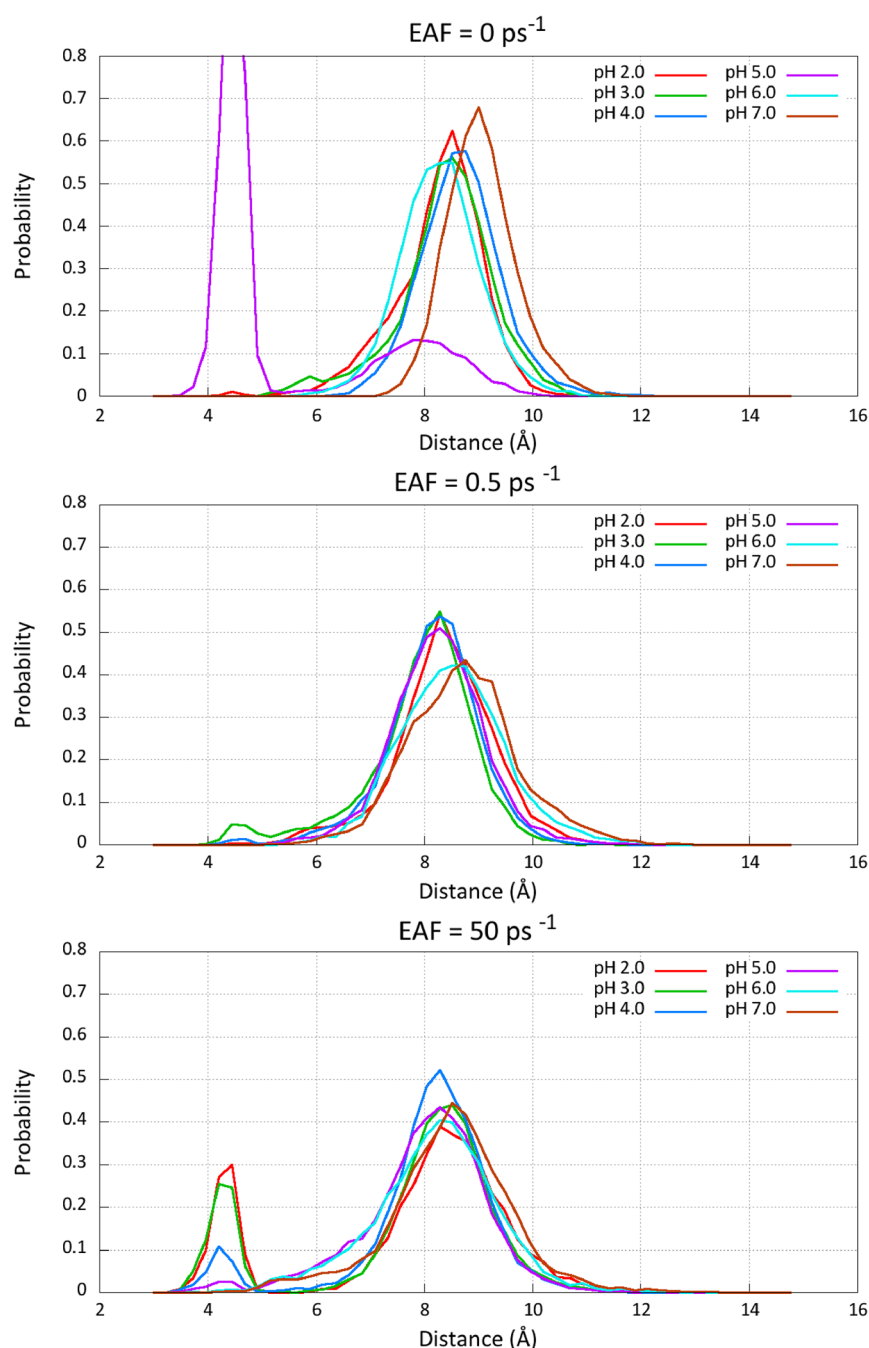 EAF = 0 ps-1
0.8
0.7
0.6
0.5
0.4
0.3
0.2
0.1
0
Probability
pH 2.0 pH 5.0
pH 3.0 pH 6.0
pH 4.0 pH 7.0
2 4 6 8 10 12 14 16
Distance (Å)
EAF = 0.5 ps -1
0.8
0.7
0.6
0.5
0.4
0.3
0.2
0.1
0
Probability
pH 2.0 pH 5.0
pH 3.0 pH 6.0
pH 4.0 pH 7.0
2 4 6 8 10 12 14 16
Distance (Å)
EAF = 50 ps -1
0.8
0.7
0.6
0.5
0.4
0.3
0.2
0.1
0
Probability
pH 2.0 pH 5.0
pH 3.0 pH 6.0
pH 4.0 pH 7.0
2 4 6 8 10 12 14 16
Distance (Å)